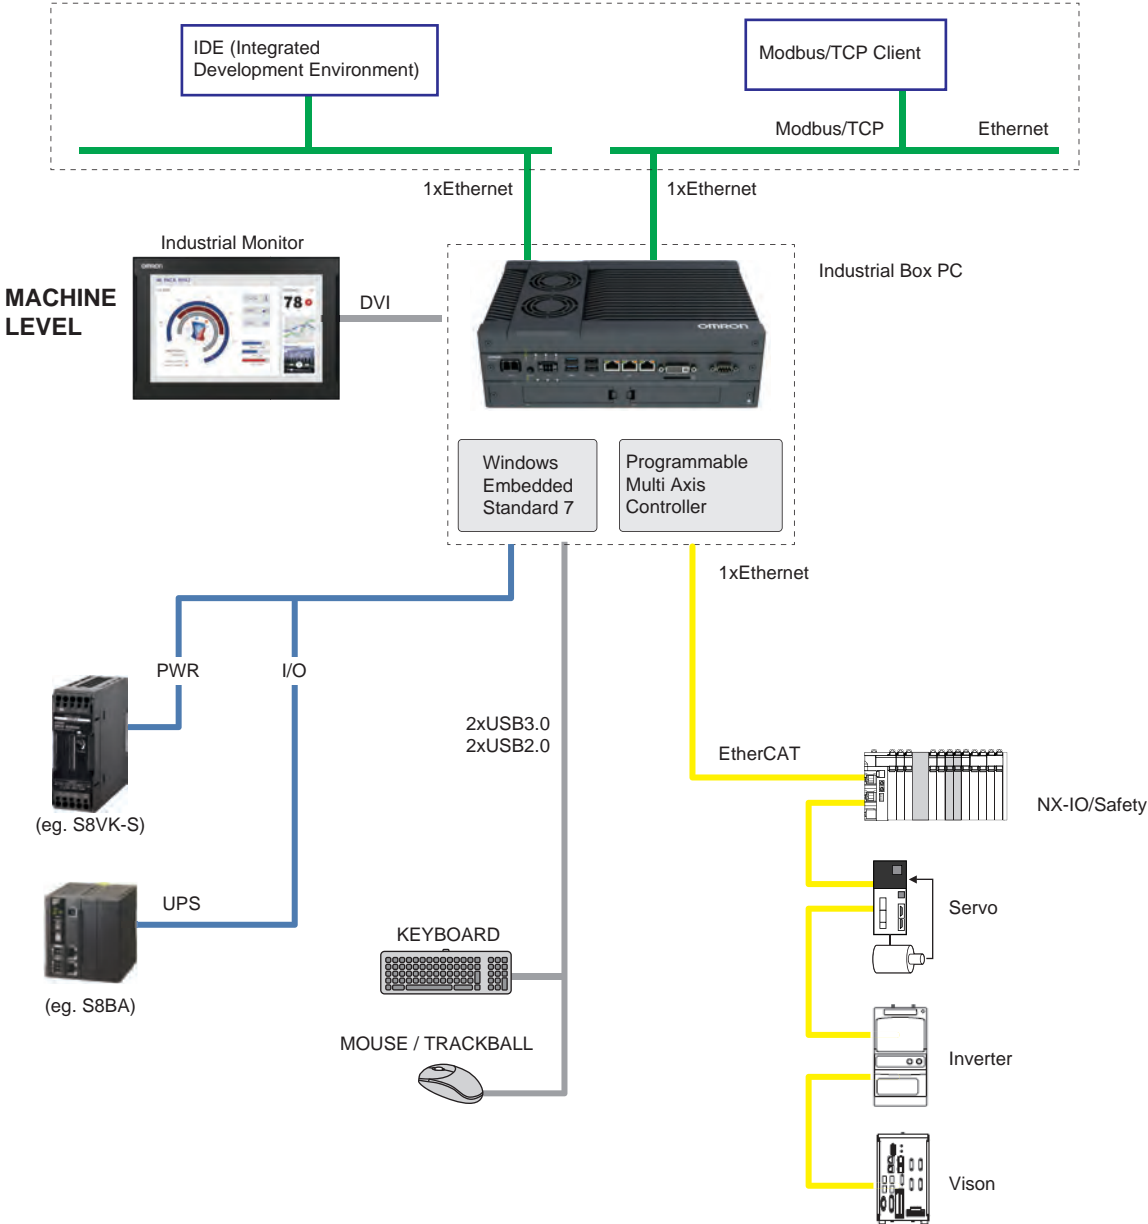 IDE (Integrated
Development Environment)
Modbus/TCP Client
Modbus/TCP
Ethernet
1xEthernet
1xEthernet
Industrial Monitor
Industrial Box PC
MACHINE
LEVEL
OMRON
78
DVI
OMRON
Windows
Embedded
Standard 7
Programmable
Multi Axis
Controller
1xEthernet
PWR
I/O
2xUSB3.0
2xUSB2.0
EtherCAT
NX-IO/Safety
(eg. S8VK-S)
UPS
Servo
KEYBOARD
(eg. S8BA)
MOUSE / TRACKBALL
Inverter
Vison